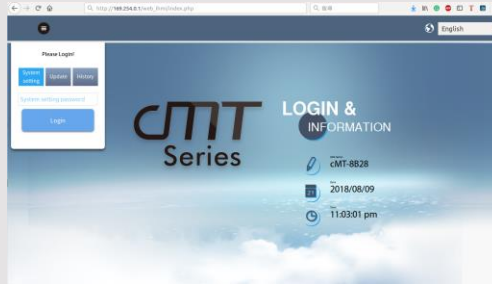 http://169.254.0.1/web_hmi/index.php
English
Please Login!
System setting
Update
History
System setting password
Login
cMT
Series
LOGIN &
INFORMATION
cMT-8B28
2018/08/09
11:03:01 pm